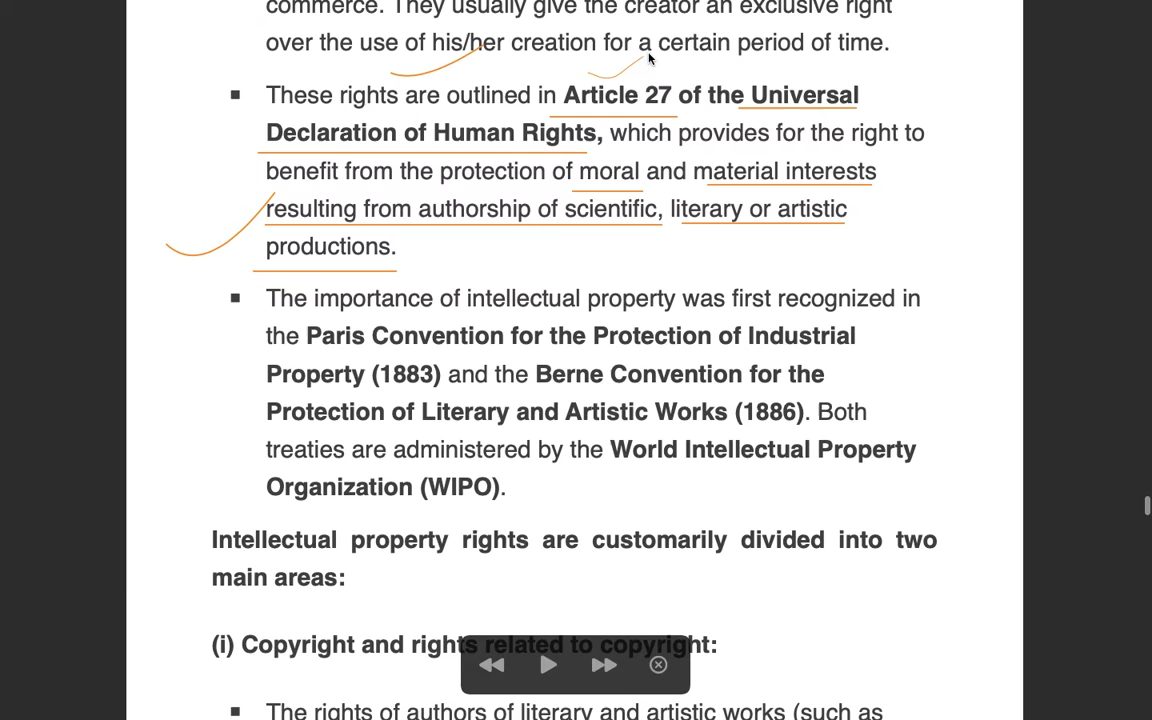 commerce. They usually give the creator an exclusive right
over the use of his/her creation for a certain period of time.
▪ These rights are outlined in Article 27 of the Universal
Declaration of Human Rights, which provides for the right to
benefit from the protection of moral and material interests
resulting from authorship of scientific, literary or artistic
productions.
▪ The importance of intellectual property was first recognized in
the Paris Convention for the Protection of Industrial
Property (1883) and the Berne Convention for the
Protection of Literary and Artistic Works (1886). Both
treaties are administered by the World Intellectual Property
Organization (WIPO).
Intellectual property rights are customarily divided into two
main areas:
(i) Copyright and rights related to copyright:
▪ The rights of authors of literary and artistic works (such as